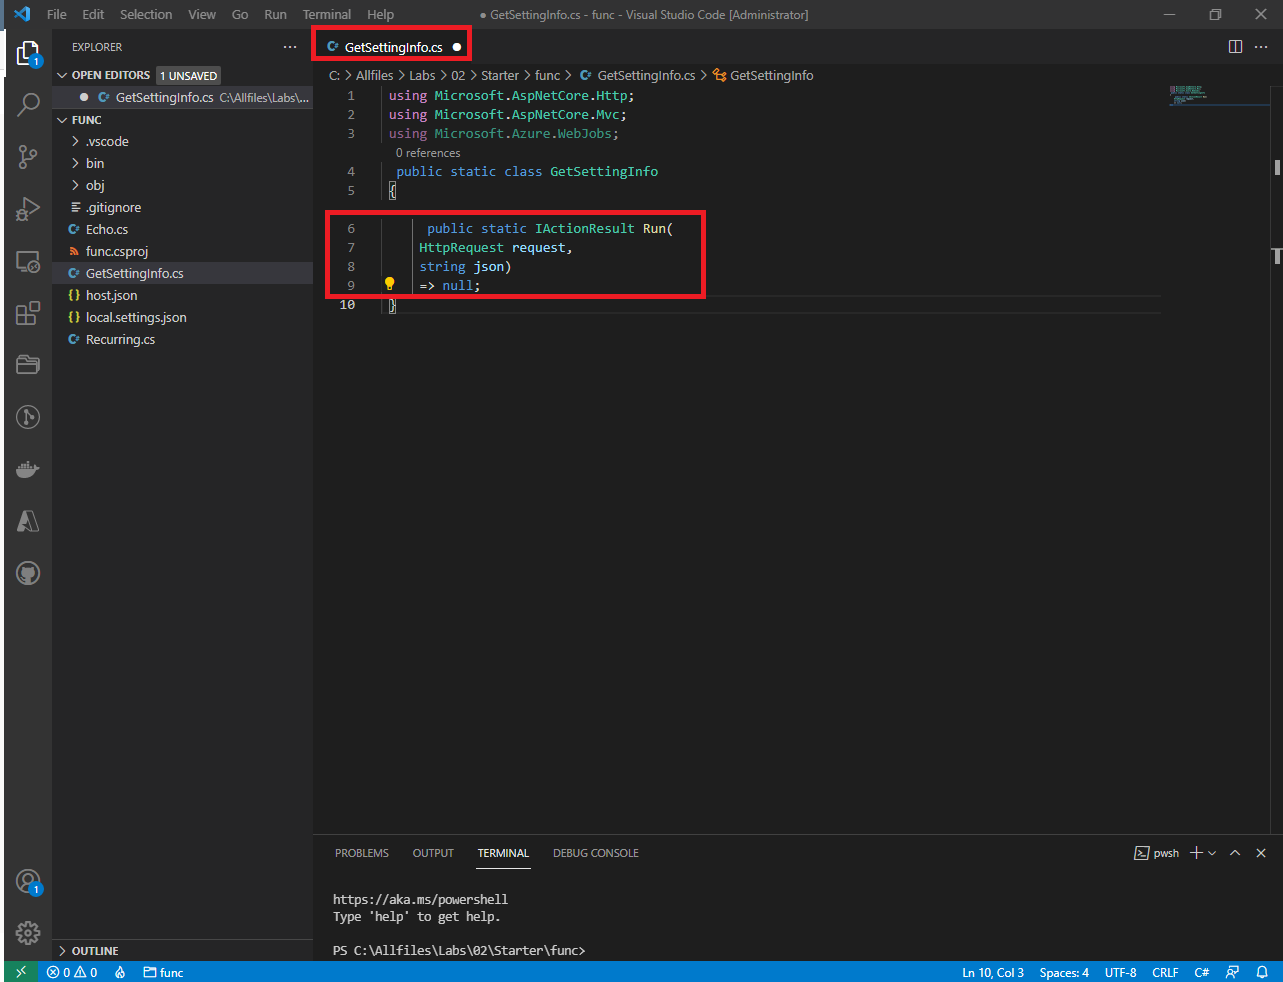 File Edit Selection View Go Run Terminal Help ● GetSettingInfo.cs - func - Visual Studio Code [Administrator]
EXPLORER ···
OPEN EDITORS 1 UNSAVED
● C# GetSettingInfo.cs C:\Allfiles\Labs\...
FUNC
.vscode
bin
obj
.gitignore
C# Echo.cs
func.csproj
C# GetSettingInfo.cs
{} host.json
{} local.settings.json
C# Recurring.cs
OUTLINE
1
1
C# GetSettingInfo.cs ●
C: > Allfiles > Labs > 02 > Starter > func > C# GetSettingInfo.cs > GetSettingInfo
1 using Microsoft.AspNetCore.Http;
2 using Microsoft.AspNetCore.Mvc;
3 using Microsoft.Azure.WebJobs;
0 references
4 public static class GetSettingInfo
5 {
6 public static IActionResult Run(
7 HttpRequest request,
8 string json)
9 => null;
10 }
PROBLEMS OUTPUT TERMINAL DEBUG CONSOLE pwsh
https://aka.ms/powershell
Type 'help' to get help.
PS C:\Allfiles\Labs\02\Starter\func>
0 0 func Ln 10, Col 3 Spaces: 4 UTF-8 CRLF C#